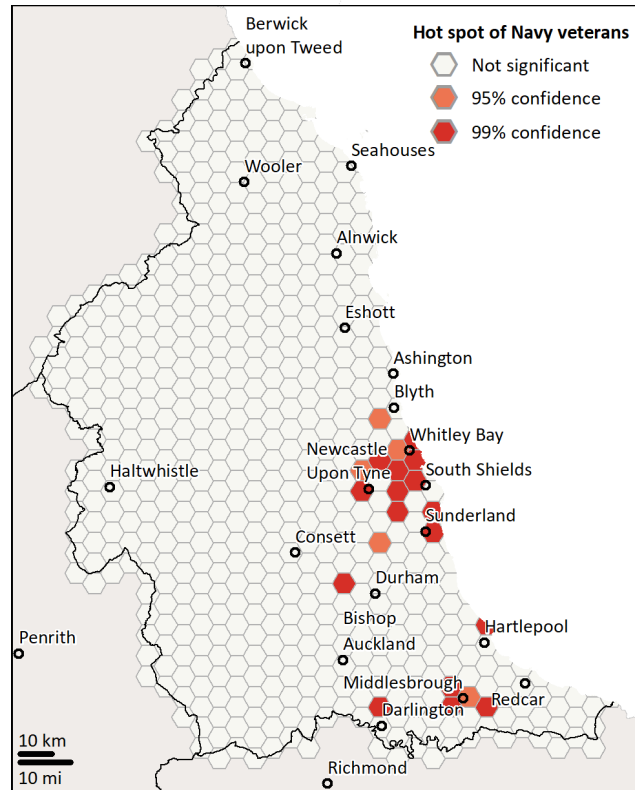 Berwick
upon Tweed
Hot spot of Navy veterans
Not significant
95% confidence
99% confidence
Seahouses
Wooler
Alnwick
Eshott
Ashington
Blyth
Whitley Bay
Newcastle
Upon Tyne
South Shields
Haltwhistle
Sunderland
Consett
Durham
Bishop
Auckland
Hartlepool
Penrith
Middlesbrough
Redcar
Darlington
10 km
10 mi
Richmond